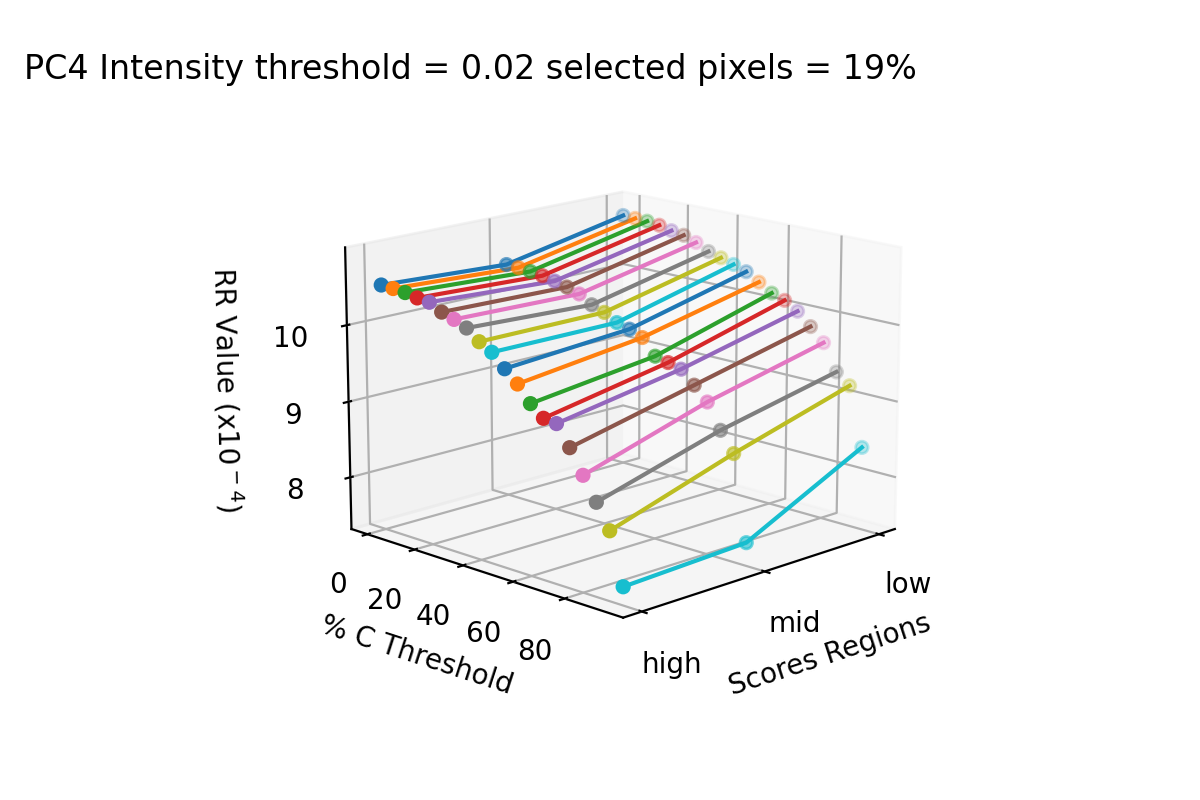 PC4 Intensity threshold = 0.02 selected pixels = 19%
RR Value (x10⁻⁴)
10
9
8
0
20
40
60
80
% C Threshold
high
mid
low
Scores Regions